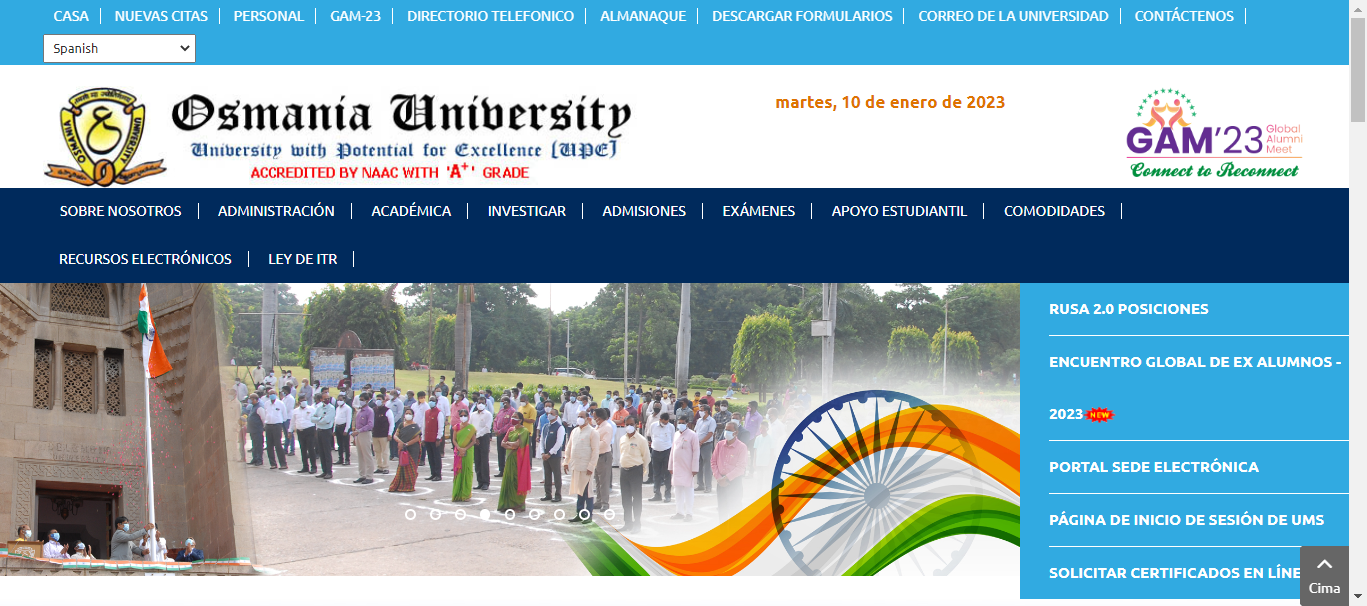 CASA
NUEVAS CITAS
PERSONAL
GAM-23
DIRECTORIO TELEFONICO
ALMANAQUE
DESCARGAR FORMULARIOS
CORREO DE LA UNIVERSIDAD
CONTÁCTENOS
Spanish
Osmania University
University with Potential for Excellence [UPE]
ACCREDITED BY NAAC WITH 'A+' GRADE
martes, 10 de enero de 2023
GAM'23 Global
Alumni
Meet
Connect to Reconnect
SOBRE NOSOTROS
ADMINISTRACIÓN
ACADÉMICA
INVESTIGAR
ADMISIONES
EXÁMENES
APOYO ESTUDIANTIL
COMODIDADES
RECURSOS ELECTRÓNICOS
LEY DE ITR
RUSA 2.0 POSICIONES
ENCUENTRO GLOBAL DE EX ALUMNOS -
2023 NEW
PORTAL SEDE ELECTRÓNICA
PÁGINA DE INICIO DE SESIÓN DE UMS
SOLICITAR CERTIFICADOS EN LÍNE
Cima